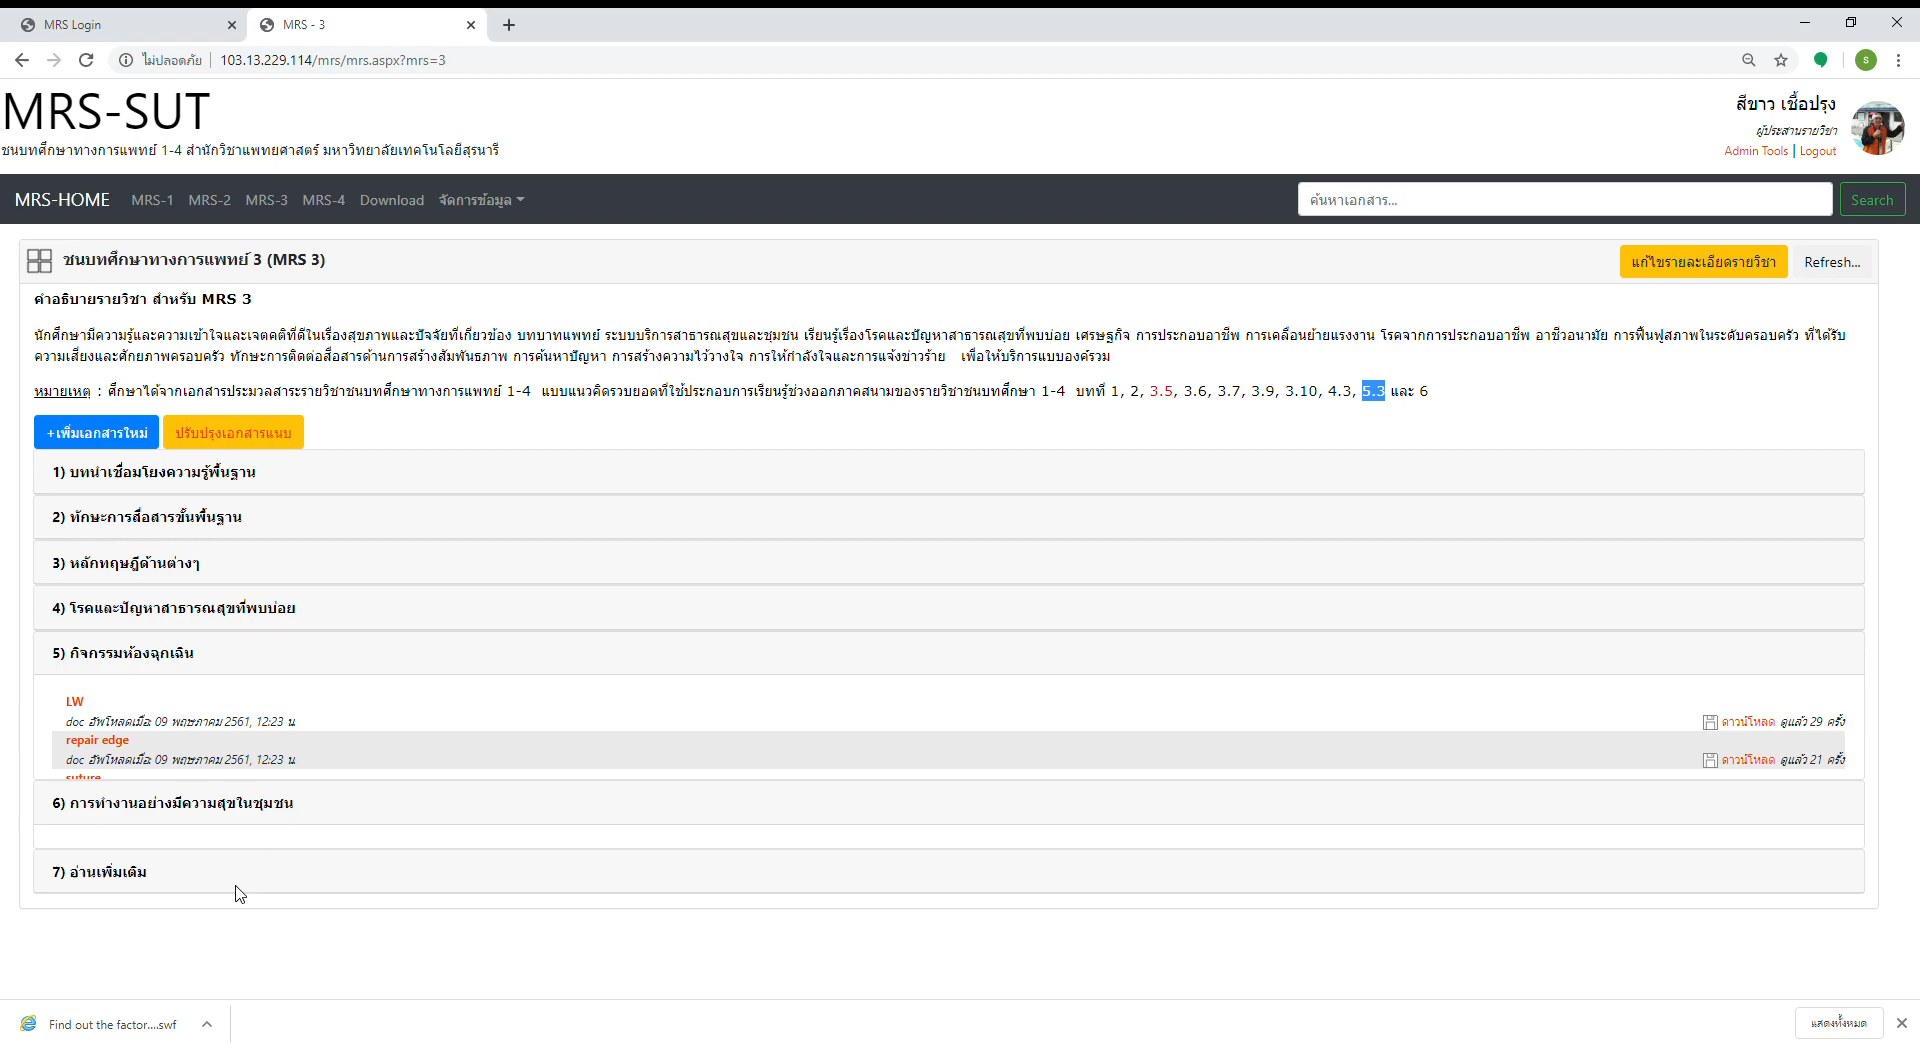 MRS Login
MRS - 3
ไม่ปลอดภัย 103.13.229.114/mrs/mrs.aspx?mrs=3
S
MRS-SUT
ชนบทศึกษาทางการแพทย์ 1-4 สำนักวิชาแพทยศาสตร์ มหาวิทยาลัยเทคโนโลยีสุรนารี
สีขาว เชื้อปรุง
ผู้ประสานรายวิชา
Admin Tools | Logout
MRS-HOME MRS-1 MRS-2 MRS-3 MRS-4 Download จัดการข้อมูล
ค้นหาเอกสาร...
Search
ชนบทศึกษาทางการแพทย์ 3 (MRS 3)
แก้ไขรายละเอียดรายวิชา
Refresh...
คำอธิบายรายวิชา สำหรับ MRS 3
นักศึกษามีความรู้และความเข้าใจและเจตคติที่ดีในเรื่องสุขภาพและปัจจัยที่เกี่ยวข้อง บทบาทแพทย์ ระบบบริการสาธารณสุขและชุมชน เรียนรู้เรื่องโรคและปัญหาสาธารณสุขที่พบบ่อย เศรษฐกิจ การประกอบอาชีพ การเคลื่อนย้ายแรงงาน โรคจากการประกอบอาชีพ อาชีวอนามัย การฟื้นฟูสภาพในระดับครอบครัว ที่ได้รับ
ความเสี่ยงและศักยภาพครอบครัว ทักษะการติดต่อสื่อสารด้านการสร้างสัมพันธภาพ การค้นหาปัญหา การสร้างความไว้วางใจ การให้กำลังใจและการแจ้งข่าวร้าย เพื่อให้บริการแบบองค์รวม
หมายเหตุ : ศึกษาได้จากเอกสารประมวลสาระรายวิชาชนบทศึกษาทางการแพทย์ 1-4 แบบแนวคิดรวบยอดที่ใช้ประกอบการเรียนรู้ช่วงออกภาคสนามของรายวิชาชนบทศึกษา 1-4 บทที่ 1, 2, 3.5, 3.6, 3.7, 3.9, 3.10, 4.3, 5.3 และ 6
+เพิ่มเอกสารใหม่
ปรับปรุงเอกสารแนบ
1) บทนำเชื่อมโยงความรู้พื้นฐาน
2) ทักษะการสื่อสารขั้นพื้นฐาน
3) หลักทฤษฎีด้านต่างๆ
4) โรคและปัญหาสาธารณสุขที่พบบ่อย
5) กิจกรรมห้องฉุกเฉิน
LW
doc อัพโหลดเมื่อ: 09 พฤษภาคม 2561, 12:23 น.
ดาวน์โหลด ดูแล้ว 29 ครั้ง
repair edge
doc อัพโหลดเมื่อ: 09 พฤษภาคม 2561, 12:23 น.
ดาวน์โหลด ดูแล้ว 21 ครั้ง
suture
6) การทำงานอย่างมีความสุขในชุมชน
7) อ่านเพิ่มเติม
Find out the factor....swf
แสดงทั้งหมด